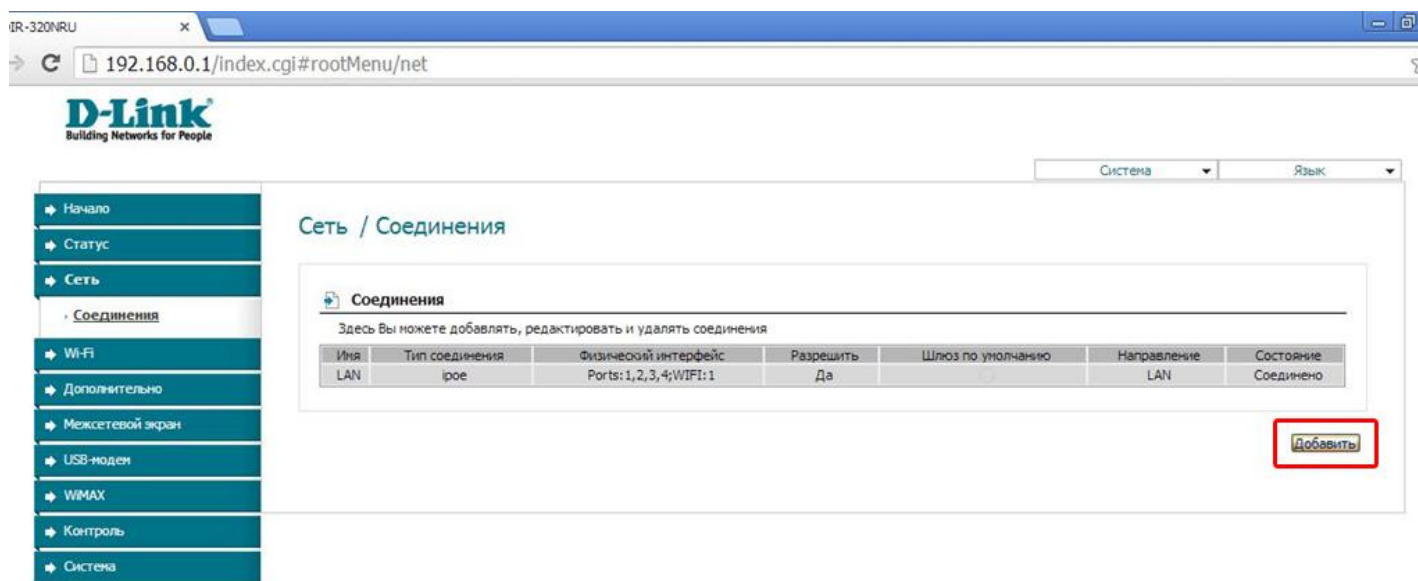 IR-320NRU
192.168.0.1/index.cgi#rootMenu/net
D-Link
Building Networks for People
Система Язык
Начало
Статус
Сеть
Соединения
Wi-Fi
Дополнительно
Межсетевой экран
USB-модем
WiMAX
Контроль
Система
Сеть / Соединения
Соединения
Здесь Вы можете добавлять, редактировать и удалять соединения
Имя Тип соединения Физический интерфейс Разрешить Шлюз по умолчанию Направление Состояние
LAN ipoe Ports:1,2,3,4;WIFI:1 Да LAN Соединено
Добавить